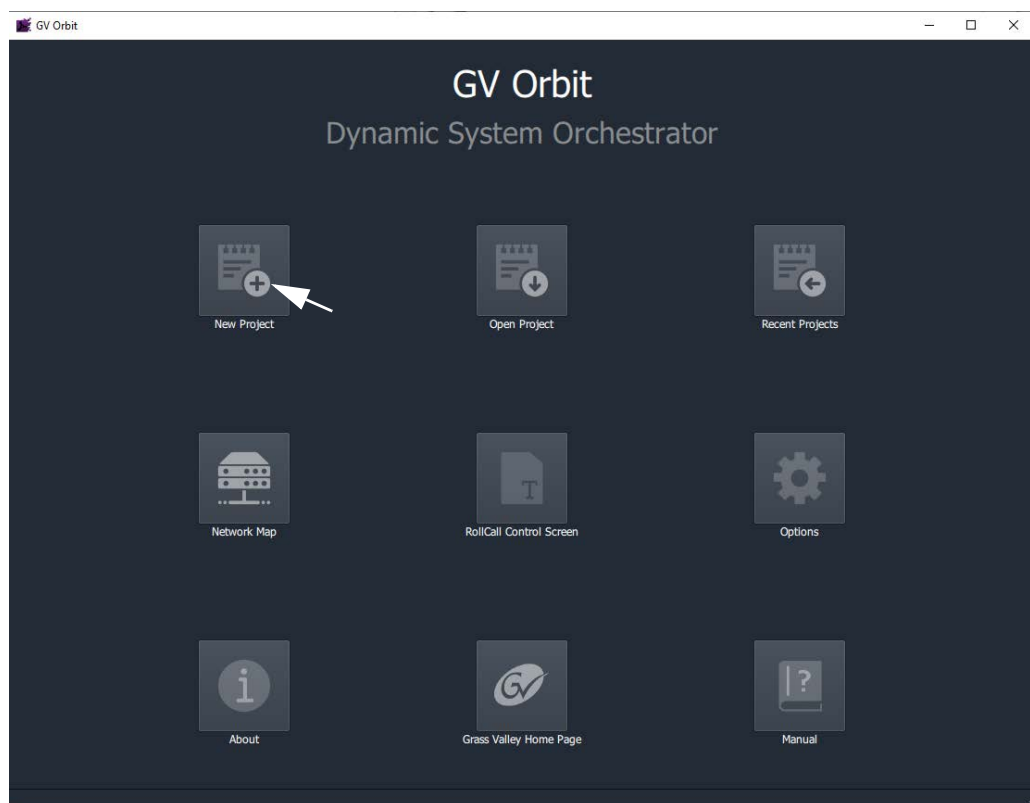 GV Orbit
GV Orbit
Dynamic System Orchestrator
New Project
Open Project
Recent Projects
T
Network Map
RollCall Control Screen
Options
i
GV
?
About
Grass Valley Home Page
Manual